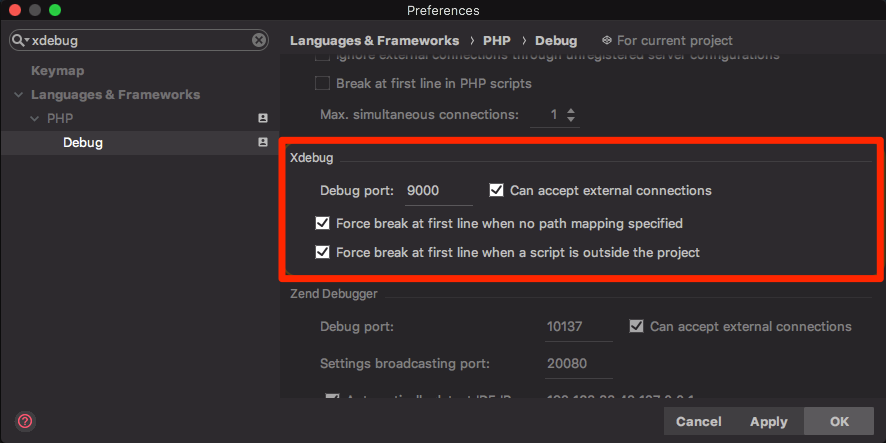 Preferences
xdebug
Languages & Frameworks › PHP › Debug For current project
Keymap
Languages & Frameworks
PHP
Debug
Ignore external connections through unregistered server configurations
Break at first line in PHP scripts
Max. simultaneous connections: 1
Xdebug
Debug port: 9000 Can accept external connections
Force break at first line when no path mapping specified
Force break at first line when a script is outside the project
Zend Debugger
Debug port: 10137 Can accept external connections
Settings broadcasting port: 20080
Automatically detect IDE IP
? Cancel Apply OK